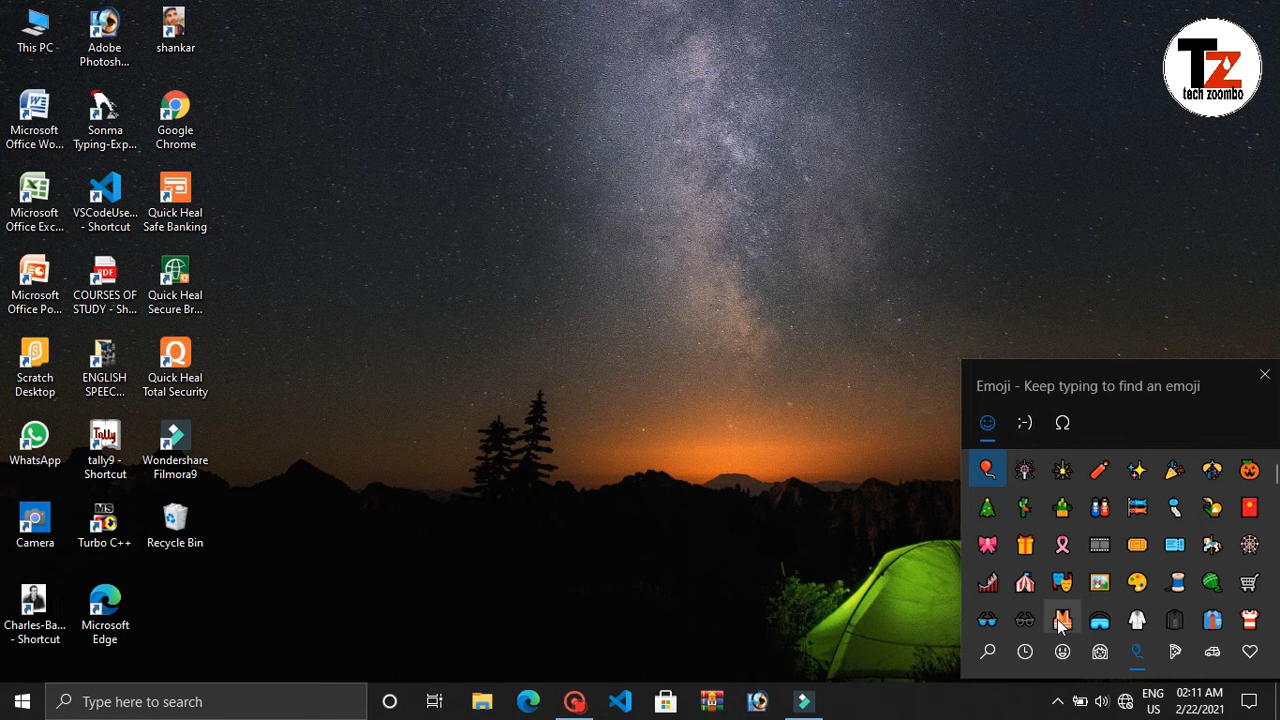 This PC
Adobe
Photosh...
shankar
TZ
tech zoombo
Microsoft
Office Wo...
Sonma
Typing-Exp...
Google
Chrome
Microsoft
Office Exc...
VSCodeUse...
- Shortcut
Quick Heal
Safe Banking
Microsoft
Office Po...
PDF
COURSES OF
STUDY - Sh...
Quick Heal
Secure Br...
Scratch
Desktop
ENGLISH
SPEEC...
Quick Heal
Total Security
Emoji - Keep typing to find an emoji
;-)
Ω
WhatsApp
Tally
tally9 -
Shortcut
Wondershare
Filmora9
Camera
MS
Turbo C++
Recycle Bin
Charles-Ba...
- Shortcut
Microsoft
Edge
Type here to search
ENG
US
02:11 AM
2/22/2021